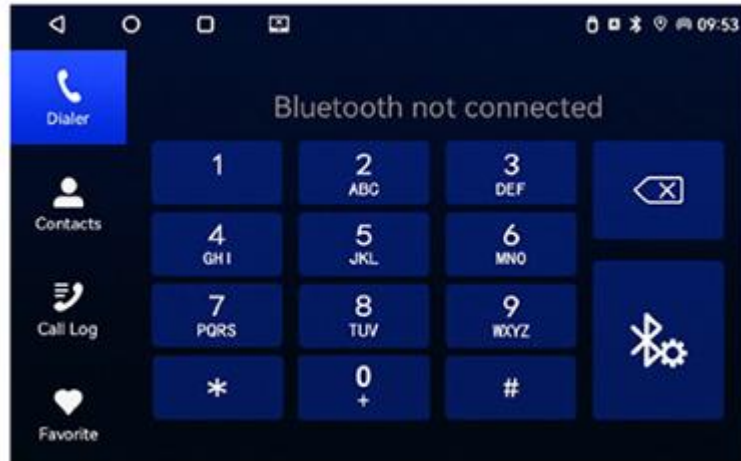 09:53
Dialer
Bluetooth not connected
1
2
ABC
3
DEF
Contacts
4
GHI
5
JKL
6
MNO
Call Log
7
PQRS
8
TUV
9
WXYZ
*
0
+
#
Favorite